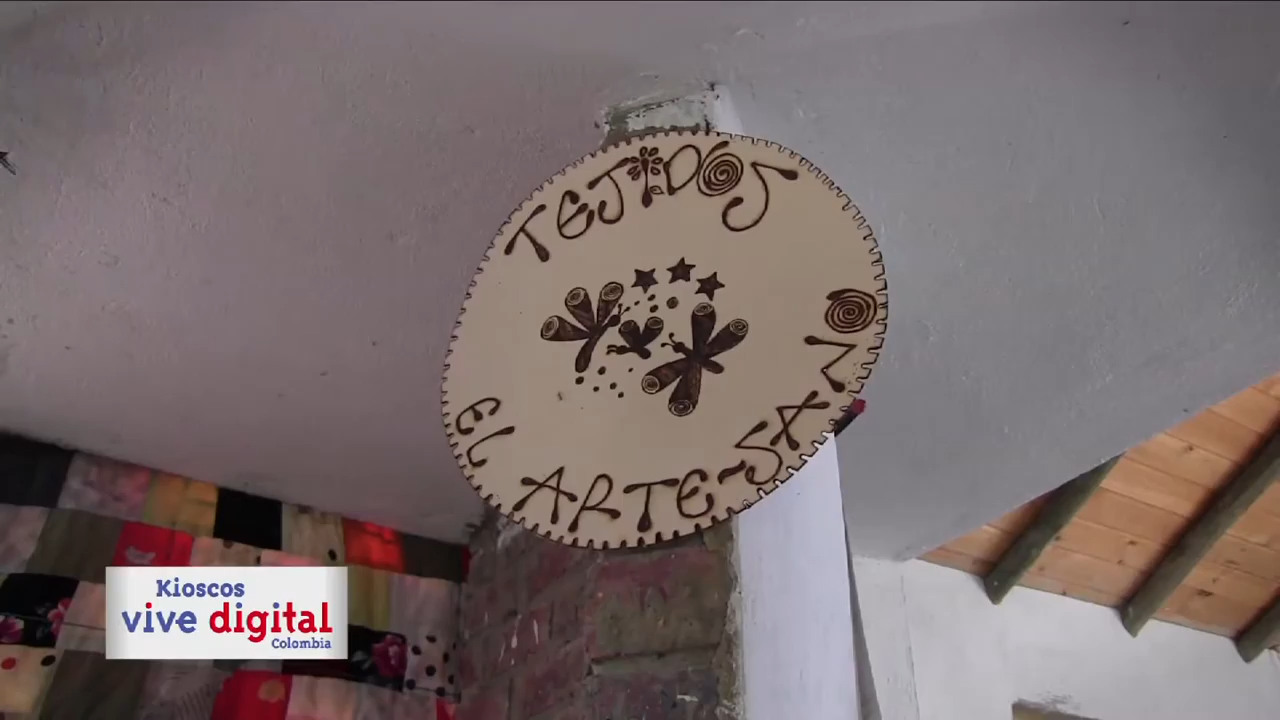 TEJIDOS
EL ARTE-SANO
Kioscos
vive digital
Colombia